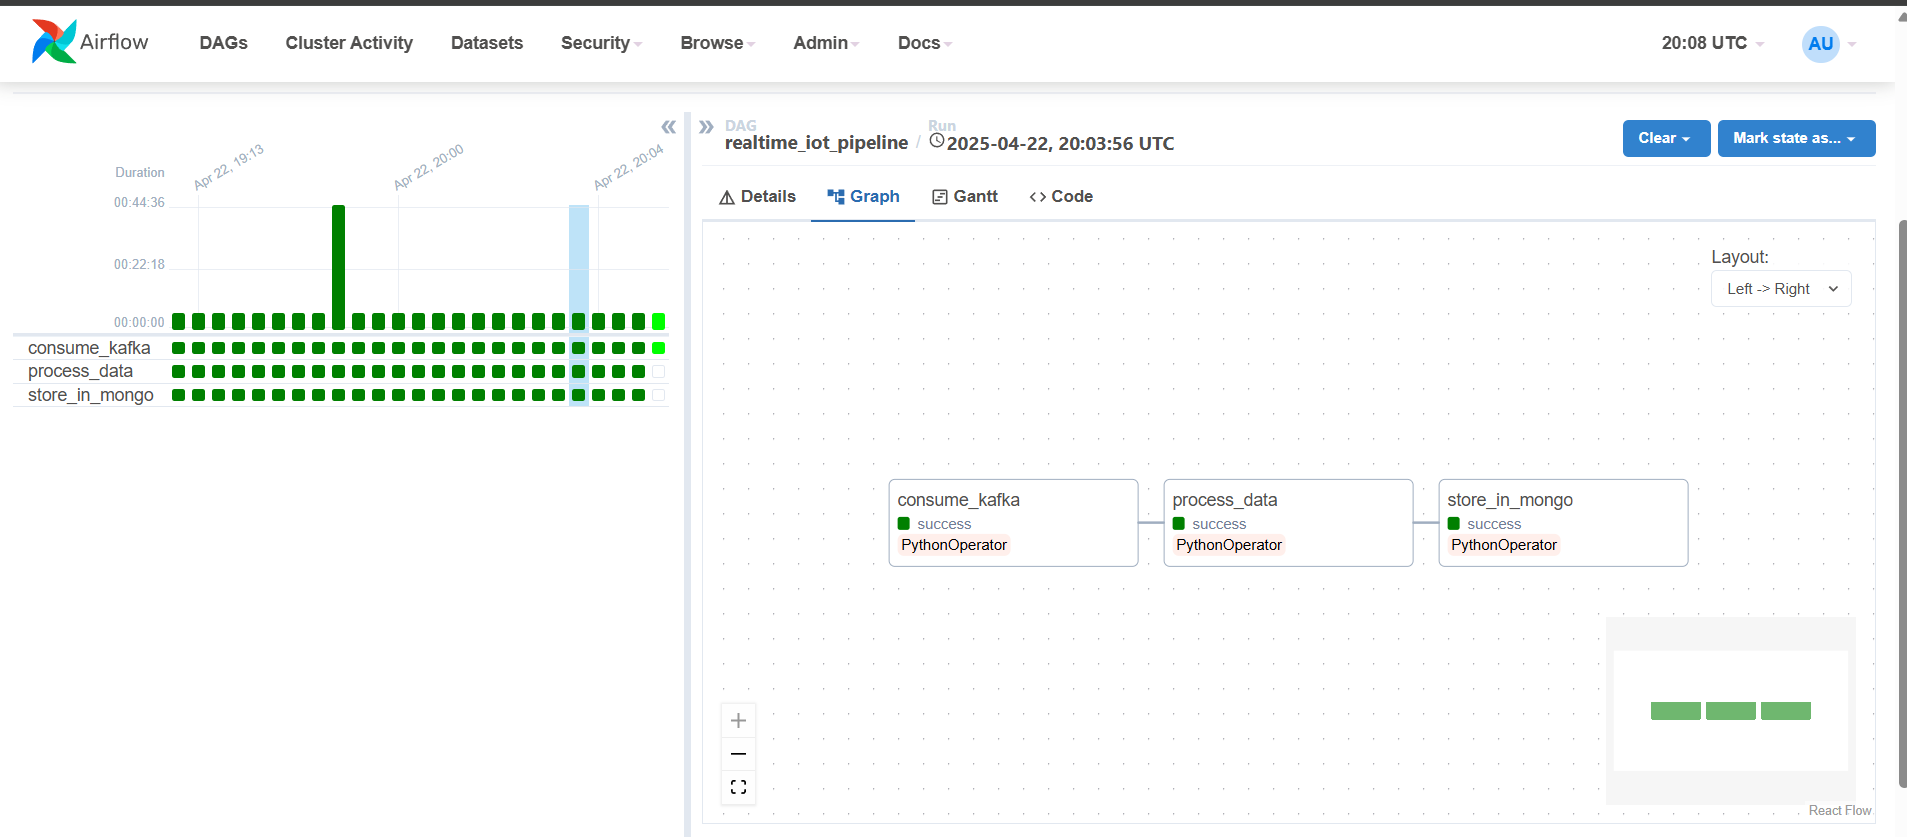 Airflow
DAGs
Cluster Activity
Datasets
Security
Browse
Admin
Docs
20:08 UTC
AU
Duration
00:44:36
00:22:18
00:00:00
Apr 22, 19:13
Apr 22, 20:00
Apr 22, 20:04
consume_kafka
process_data
store_in_mongo
DAG
realtime_iot_pipeline
/
Run
2025-04-22, 20:03:56 UTC
Clear
Mark state as...
Details
Graph
Gantt
Code
Layout:
Left -> Right
consume_kafka
success
PythonOperator
process_data
success
PythonOperator
store_in_mongo
success
PythonOperator
React Flow